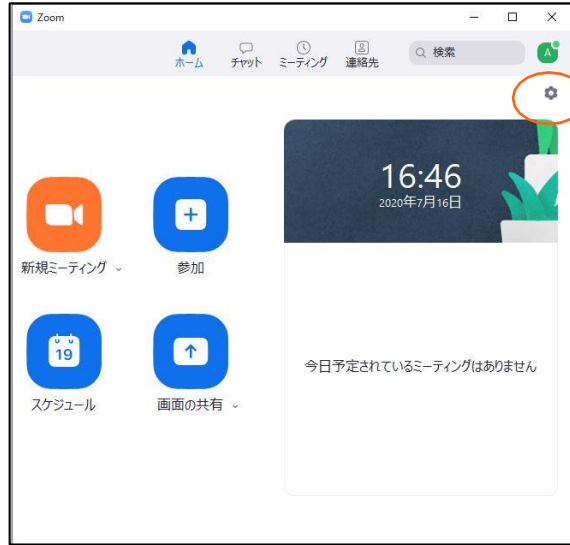 Zoom
ホーム
チャット
ミーティング
連絡先
検索
A
16:46
2020年7月16日
新規ミーティング
参加
19
スケジュール
画面の共有
今日予定されているミーティングはありません